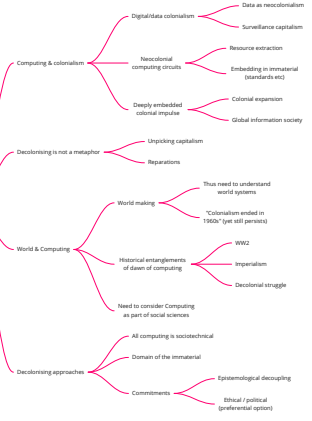 Data as neocolonialism
Digital/data colonialism
Surveillance capitalism
Resource extraction
Neocolonial
computing circuits
Computing & colonialism
Embedding in immaterial
(standards etc)
Colonial expansion
Deeply embedded
colonial impulse
Global information society
Unpicking capitalism
Decolonising is not a metaphor
Reparations
Thus need to understand
world systems
World making
"Colonialism ended in
1960s" (yet still persists)
WW2
World & Computing
Historical entanglements
of dawn of computing
Imperialism
Decolonial struggle
Need to consider Computing
as part of social sciences
All computing is sociotechnical
Domain of the immaterial
Decolonising approaches
Epistemological decoupling
Commitments
Ethical / political
(preferential option)